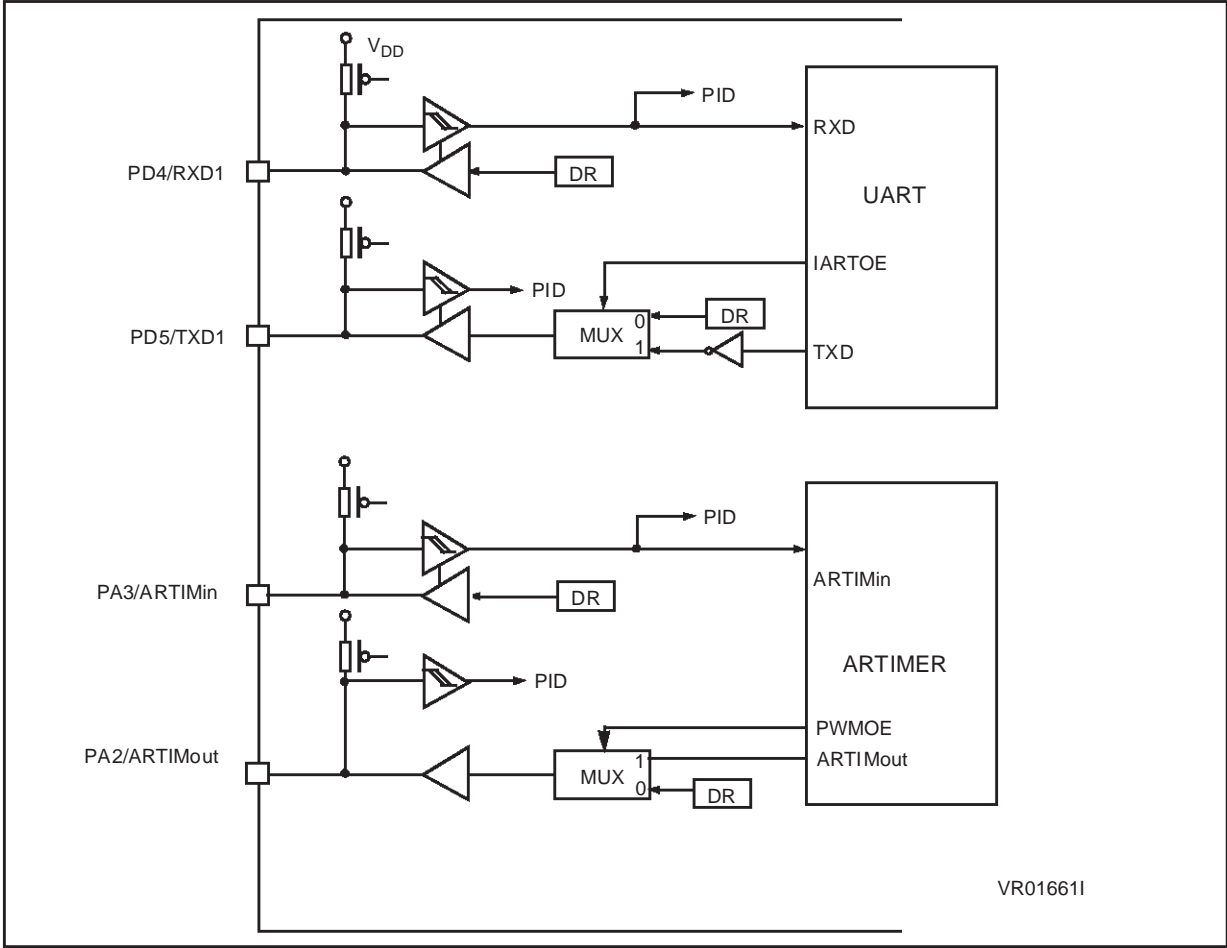 VDD
PID
RXD
PD4/RXD1
DR
UART
IARTOE
PID
DR
PD5/TXD1
MUX
0
1
TXD
PID
ARTIMin
PA3/ARTIMin
DR
ARTIMER
PID
PWMOE
PA2/ARTIMout
MUX
1
0
ARTIMout
DR
VR01661I